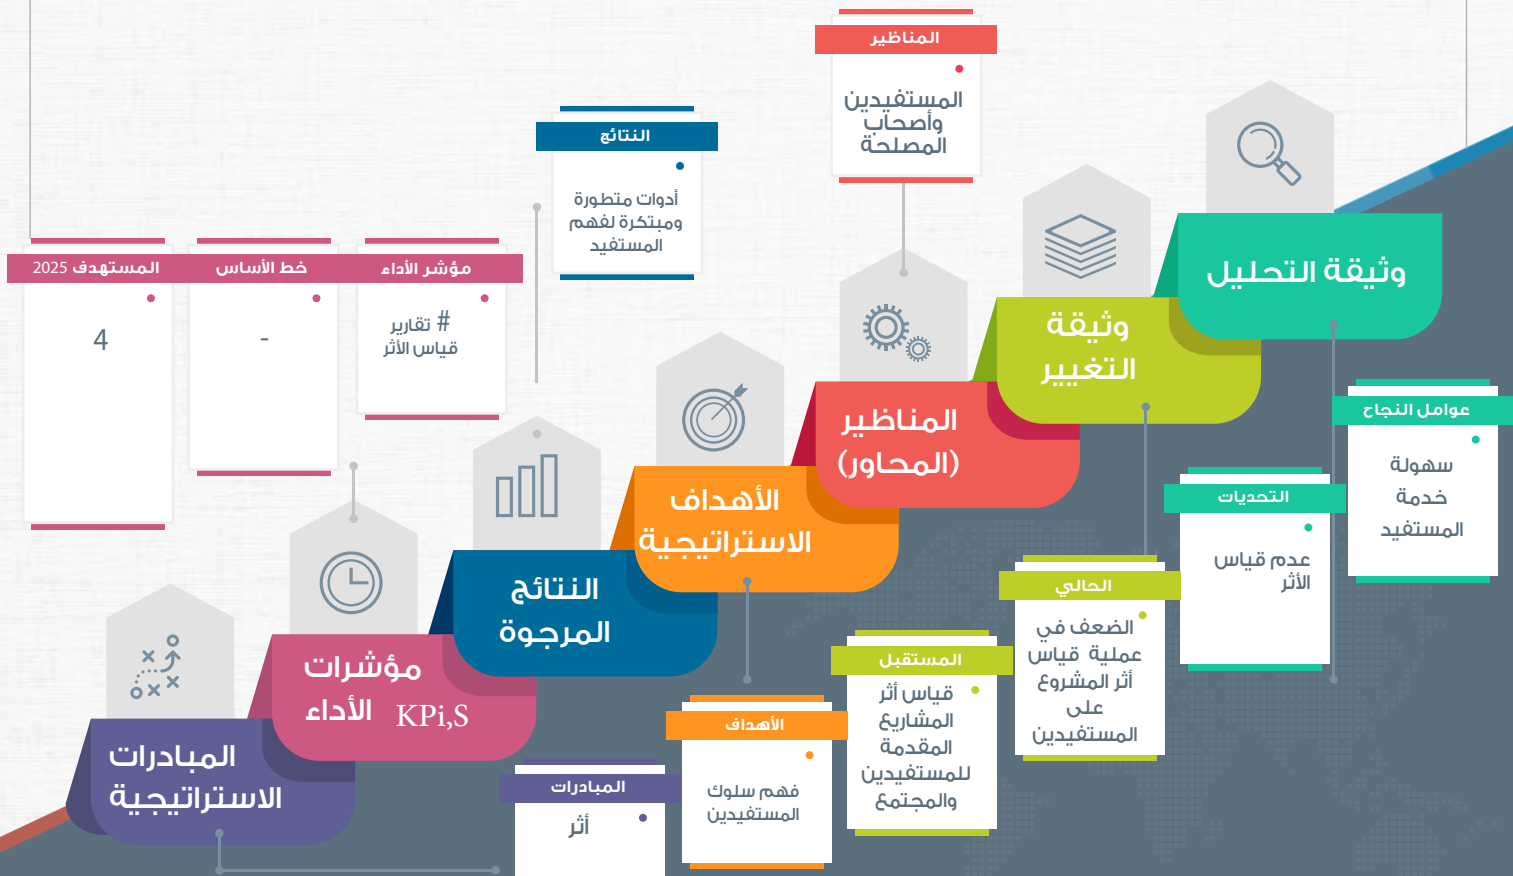 المناظير
المستفيدين
وأصحاب
المصلحة
النتائج
أدوات متطورة
ومبتكرة لفهم
المستفيد
مؤشر الأداء
# تقارير
قياس الأثر
خط الأساس
-
المستهدف 2025
4
وثيقة التحليل
وثيقة
التغيير
المناظير
(المحاور)
الأهداف
الاستراتيجية
النتائج
المرجوة
مؤشرات
الأداء KPi,S
المبادرات
الاستراتيجية
عوامل النجاح
سهولة
خدمة
المستفيد
التحديات
عدم قياس
الأثر
الحالي
الضعف في
عملية قياس
أثر المشروع
على
المستفيدين
المستقبل
قياس أثر
المشاريع
المقدمة
للمستفيدين
والمجتمع
الأهداف
فهم سلوك
المستفيدين
المبادرات
أثر